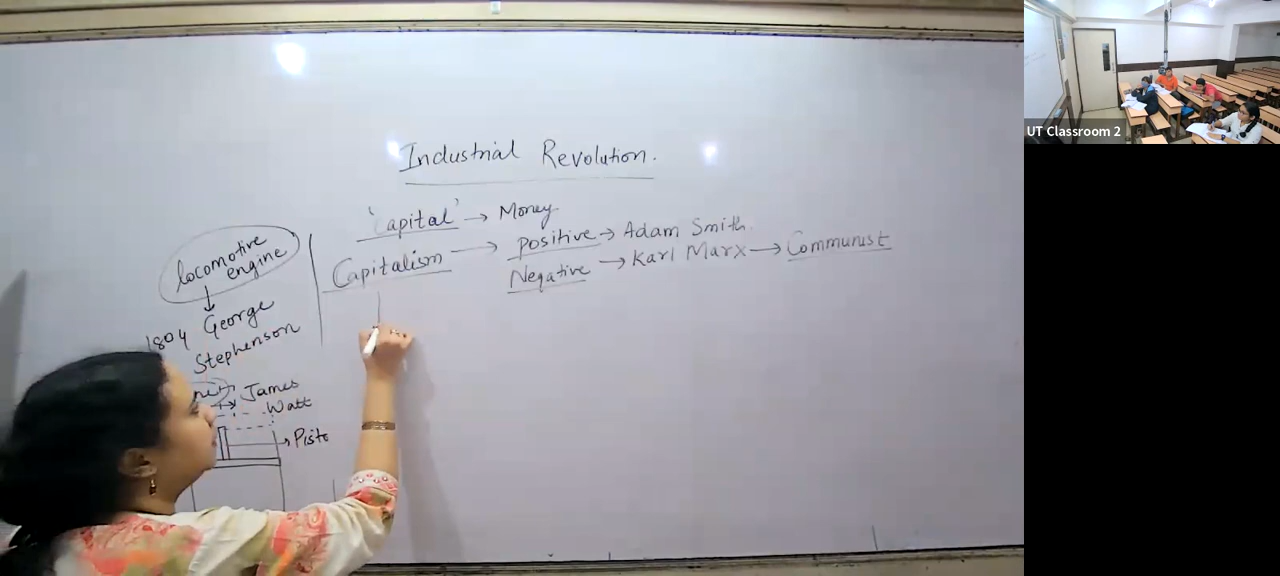 Industrial Revolution.
'Capital' → Money
Capitalism → Positive → Adam Smith.
Negative → Karl Marx → Communist
locomotive
engine
1804 George
Stephenson
James
Watt
→ Pisto
UT Classroom 2